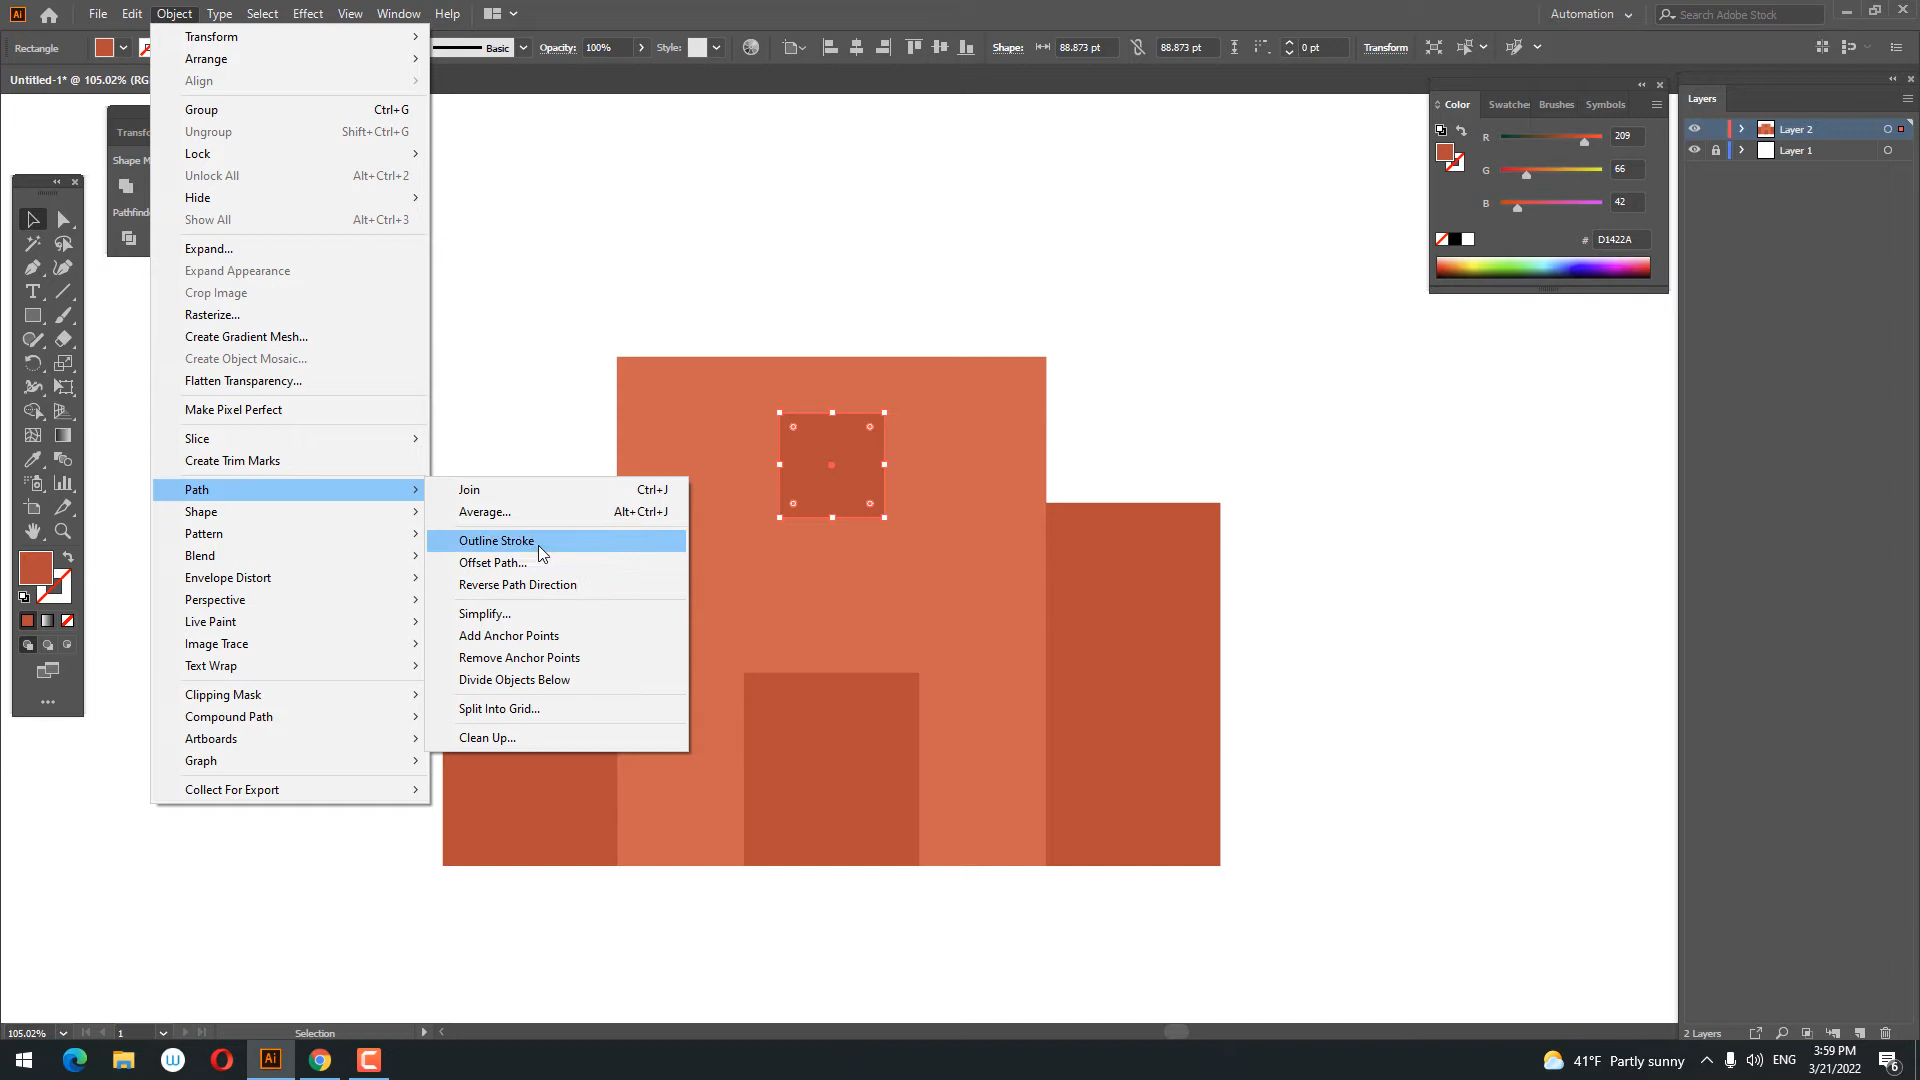 Ai File Edit Object Type Select Effect View Window Help Automation Search Adobe Stock
Rectangle Basic Opacity: 100% Style: Shape: 88.873 pt 88.873 pt 0 pt Transform
Untitled-1* @ 105.02% (RG
Transform
Arrange
Align
Group Ctrl+G
Ungroup Shift+Ctrl+G
Lock
Unlock All Alt+Ctrl+2
Hide
Show All Alt+Ctrl+3
Expand...
Expand Appearance
Crop Image
Rasterize...
Create Gradient Mesh...
Create Object Mosaic...
Flatten Transparency...
Make Pixel Perfect
Slice
Create Trim Marks
Path
Shape
Pattern
Blend
Envelope Distort
Perspective
Live Paint
Image Trace
Text Wrap
Clipping Mask
Compound Path
Artboards
Graph
Collect For Export
Join Ctrl+J
Average... Alt+Ctrl+J
Outline Stroke
Offset Path...
Reverse Path Direction
Simplify...
Add Anchor Points
Remove Anchor Points
Divide Objects Below
Split Into Grid...
Clean Up...
Transfo
Shape M
Pathfind
Color Swatches Brushes Symbols
R 209
G 66
B 42
# D1422A
Layers
Layer 2
Layer 1
105.02% 1 Selection 2 Layers
Ai 41°F Partly sunny ENG 3:59 PM
3/21/2022 6